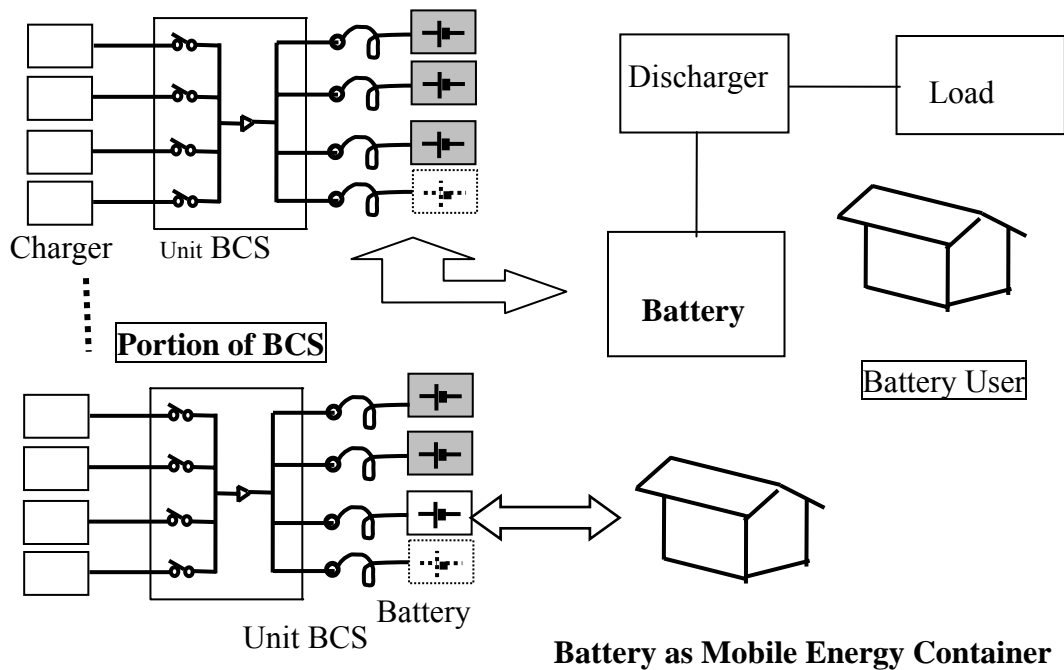 Discharger
Load
Charger
Unit BCS
Battery
Portion of BCS
Battery User
Battery
Unit BCS
Battery as Mobile Energy Container